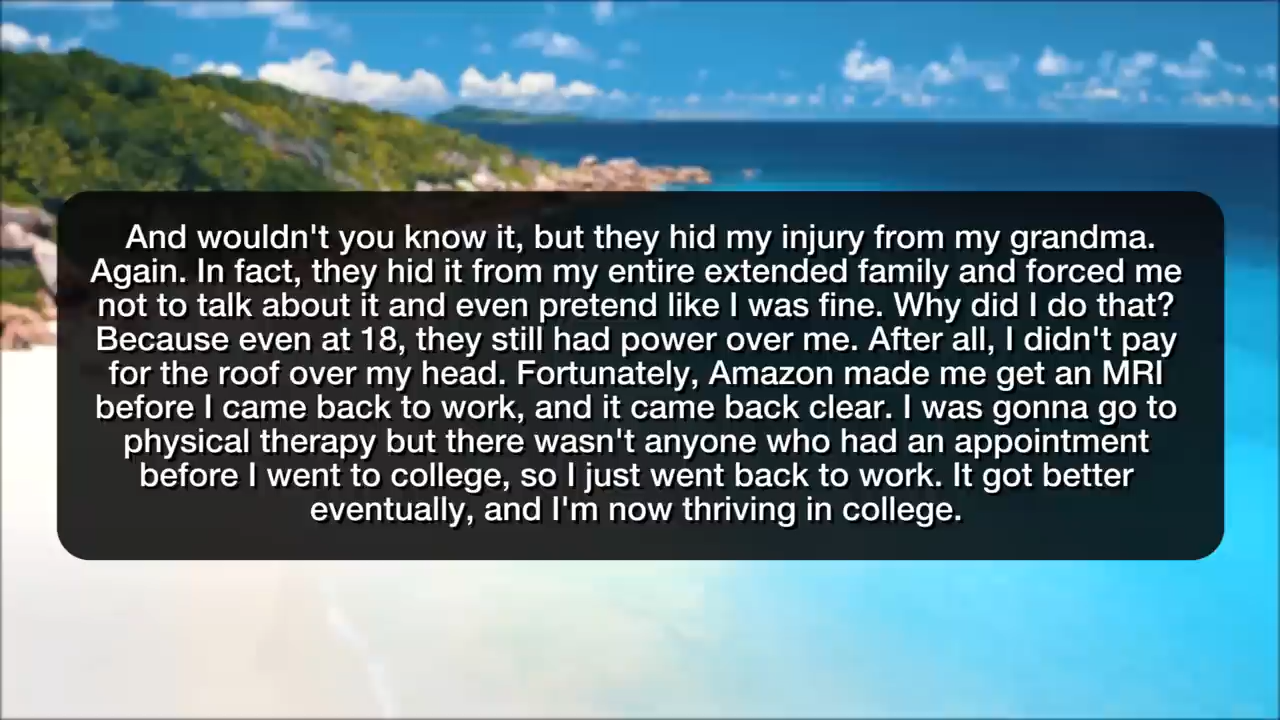 And wouldn't you know it, but they hid my injury from my grandma.
Again. In fact, they hid it from my entire extended family and forced me
not to talk about it and even pretend like I was fine. Why did I do that?
Because even at 18, they still had power over me. After all, I didn't pay
for the roof over my head. Fortunately, Amazon made me get an MRI
before I came back to work, and it came back clear. I was gonna go to
physical therapy but there wasn't anyone who had an appointment
before I went to college, so I just went back to work. It got better
eventually, and I'm now thriving in college.